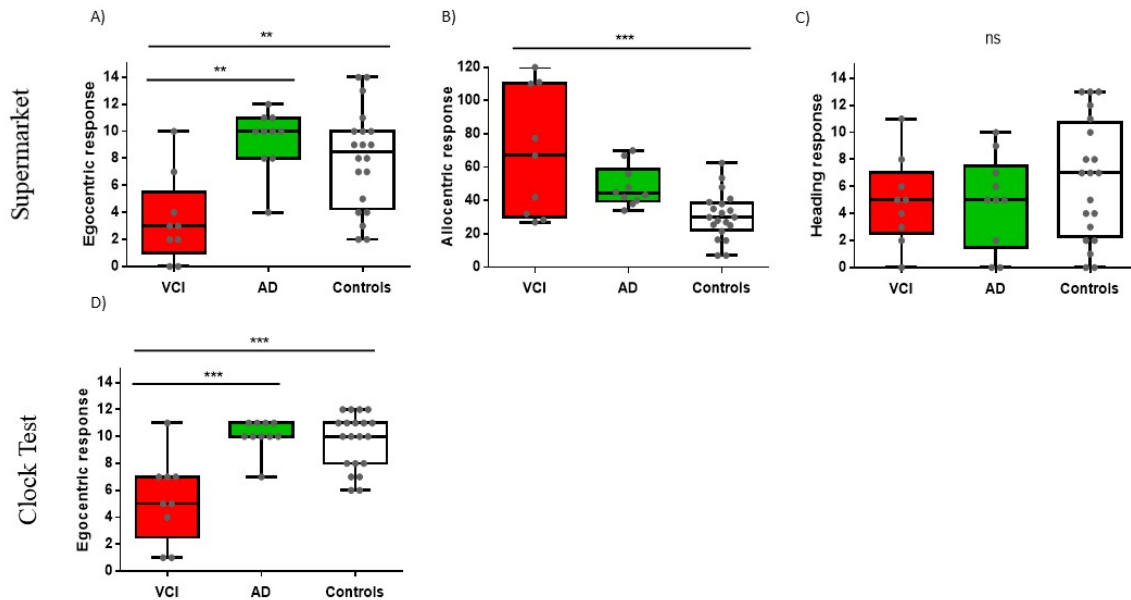 Supermarket
A)
**
**
Egocentric response
14
12
10
8
6
4
2
0
VCI AD Controls
B)
***
Allocentric response
120
100
80
60
40
20
0
VCI AD Controls
C)
ns
Heading response
14
12
10
8
6
4
2
0
VCI AD Controls
Clock Test
D)
***
***
Egocentric response
14
12
10
8
6
4
2
0
VCI AD Controls